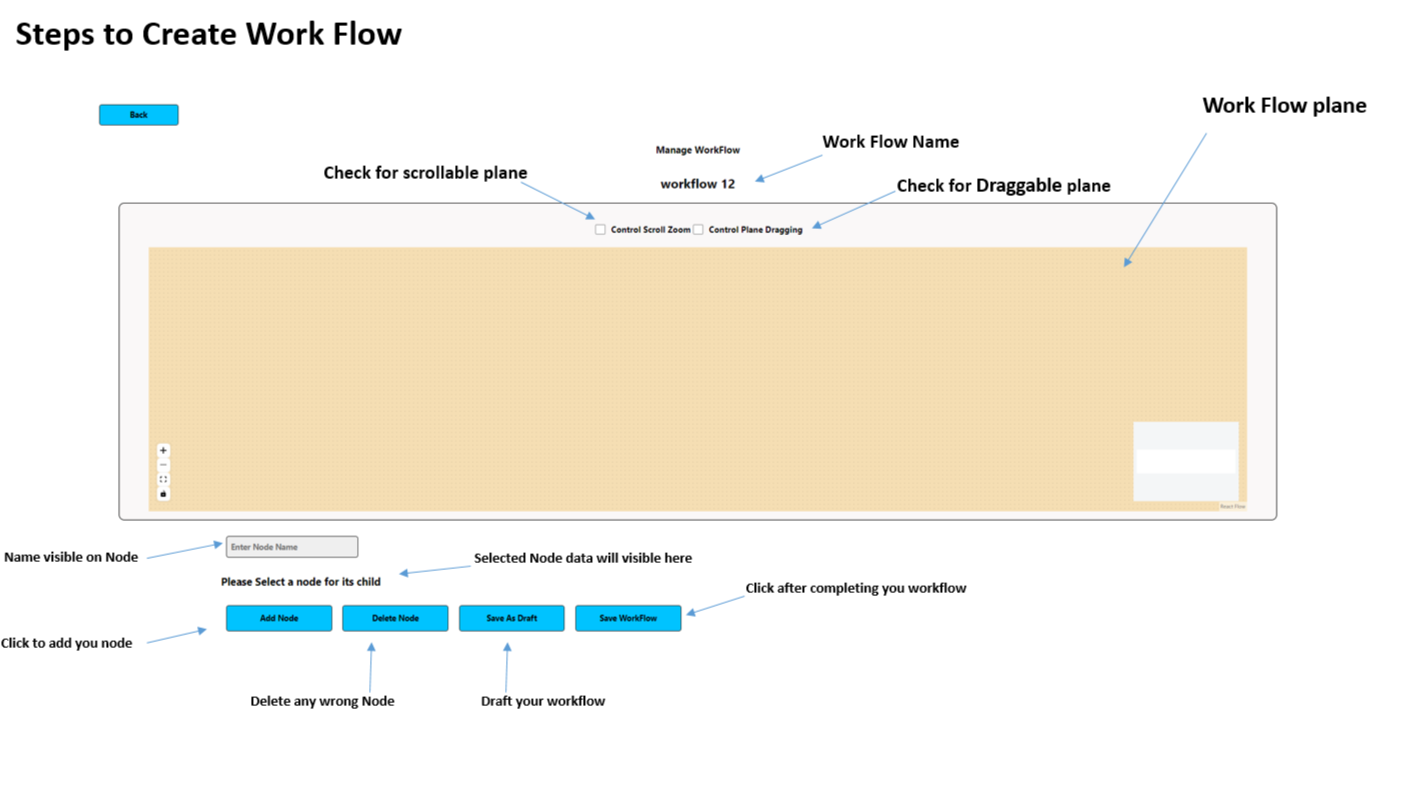 Steps to Create Work Flow
Back
Work Flow plane
Manage WorkFlow
Work Flow Name
Check for scrollable plane
workflow 12
Check for Draggable plane
Control Scroll Zoom
Control Plane Dragging
React Flow
Name visible on Node
Enter Node Name
Selected Node data will visible here
Please Select a node for its child
Click after completing you workflow
Add Node
Delete Node
Save As Draft
Save WorkFlow
Click to add you node
Delete any wrong Node
Draft your workflow